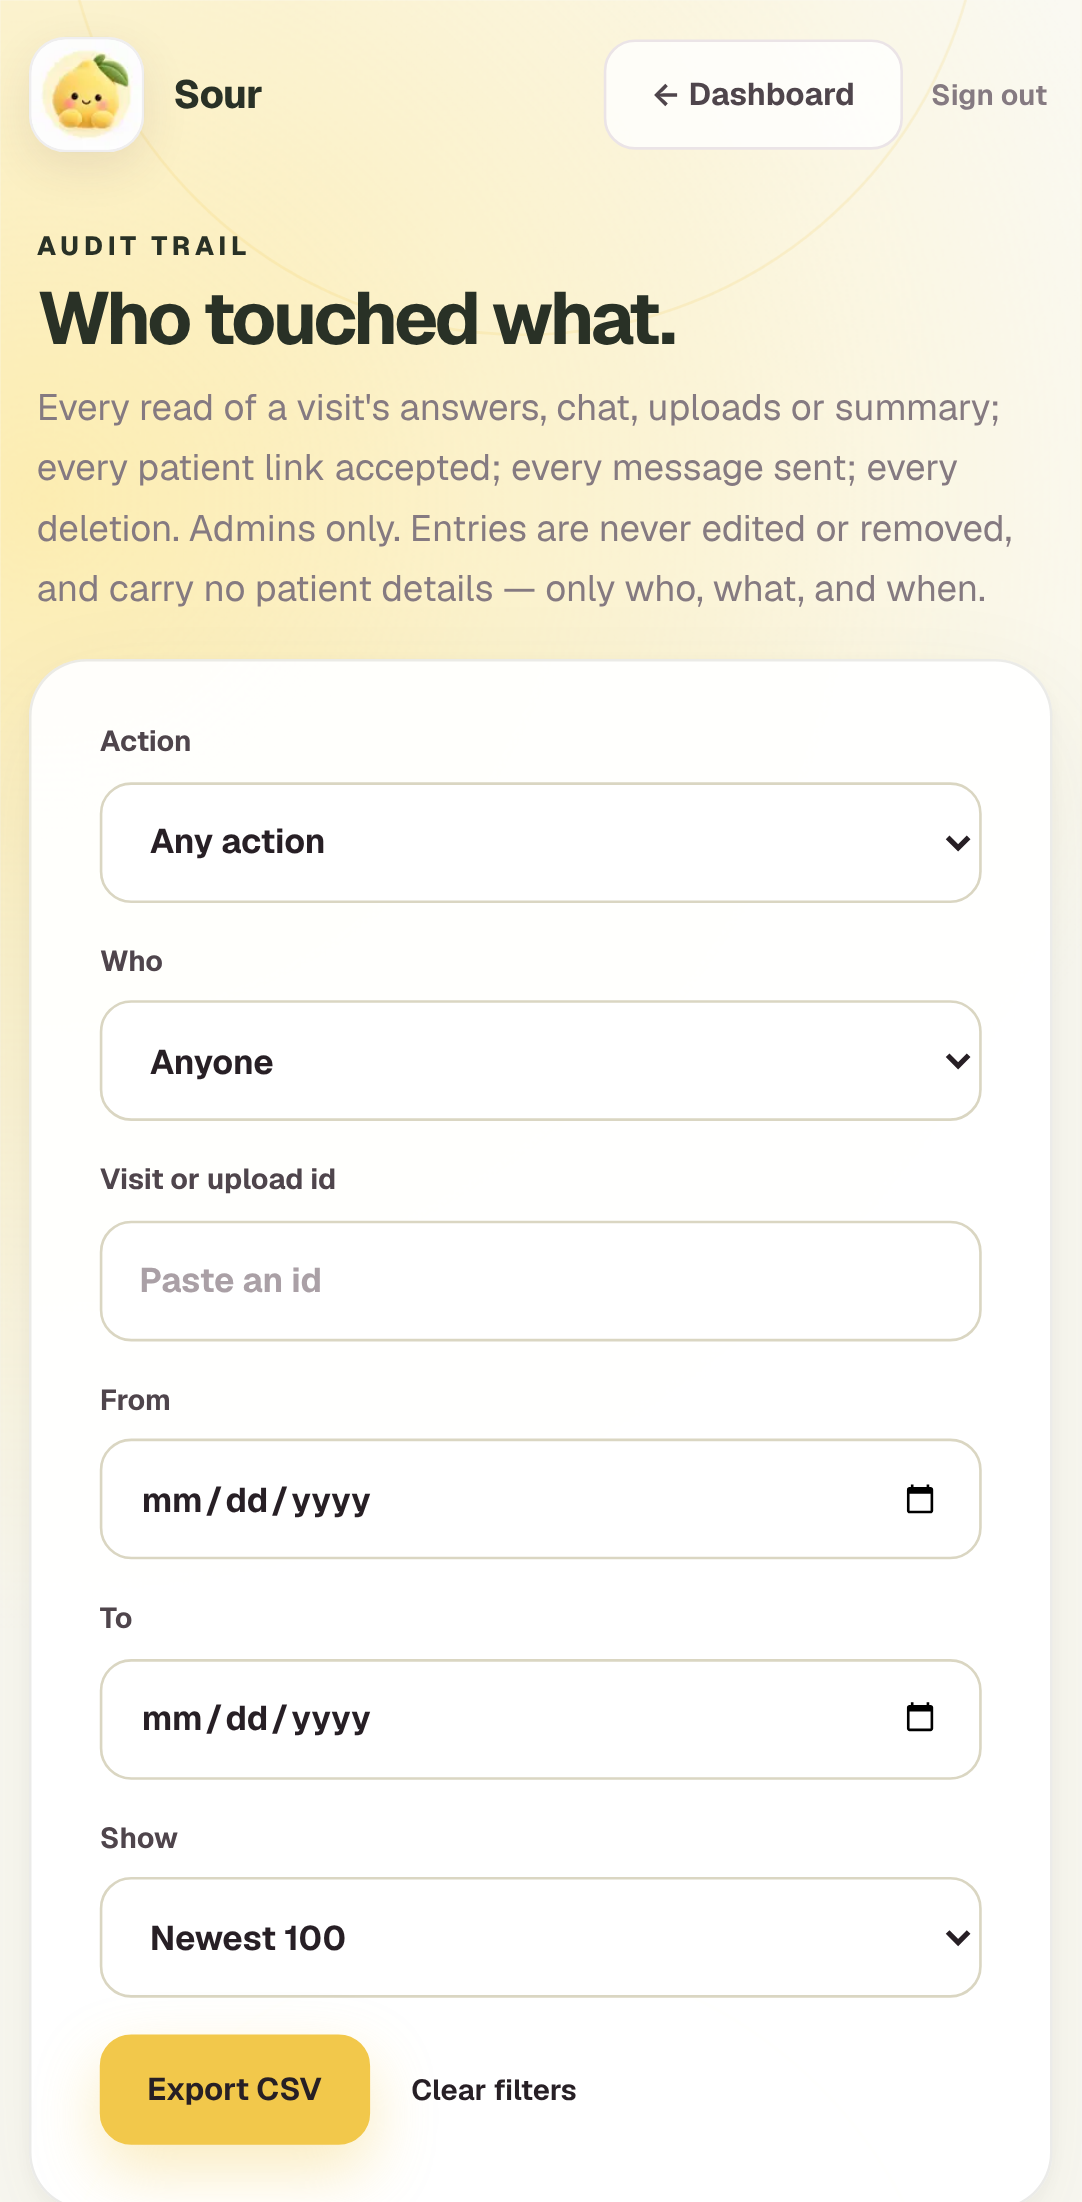 Sour
← Dashboard
Sign out
AUDIT TRAIL
Who touched what.
Every read of a visit's answers, chat, uploads or summary;
every patient link accepted; every message sent; every
deletion. Admins only. Entries are never edited or removed,
and carry no patient details — only who, what, and when.
Action
Any action
Who
Anyone
Visit or upload id
Paste an id
From
mm/dd/yyyy
To
mm/dd/yyyy
Show
Newest 100
Export CSV
Clear filters